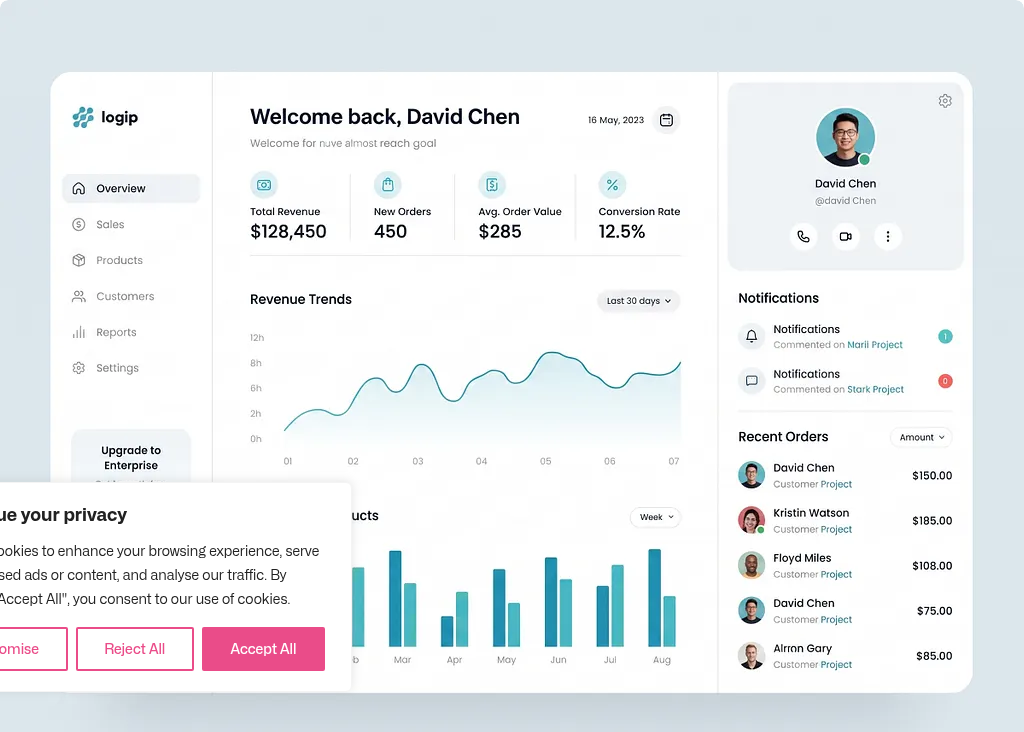 logip
Overview
Sales
Products
Customers
Reports
Settings
Upgrade to
Enterprise
Welcome back, David Chen
Welcome for nuve almost reach goal
16 May, 2023
Total Revenue
$128,450
New Orders
450
Avg. Order Value
$285
Conversion Rate
12.5%
Revenue Trends
Last 30 days
12h
8h
6h
2h
0h
01 02 03 04 05 06 07
ucts
Week
b Mar Apr May Jun Jul Aug
David Chen
@david Chen
Notifications
Notifications
Commented on Naril Project
1
Notifications
Commented on Stark Project
0
Recent Orders
Amount
David Chen
Customer Project
$150.00
Kristin Watson
Customer Project
$185.00
Floyd Miles
Customer Project
$108.00
David Chen
Customer Project
$75.00
Alrnon Gary
Customer Project
$85.00
ue your privacy
ookies to enhance your browsing experience, serve
sed ads or content, and analyse our traffic. By
Accept All", you consent to our use of cookies.
omise
Reject All
Accept All